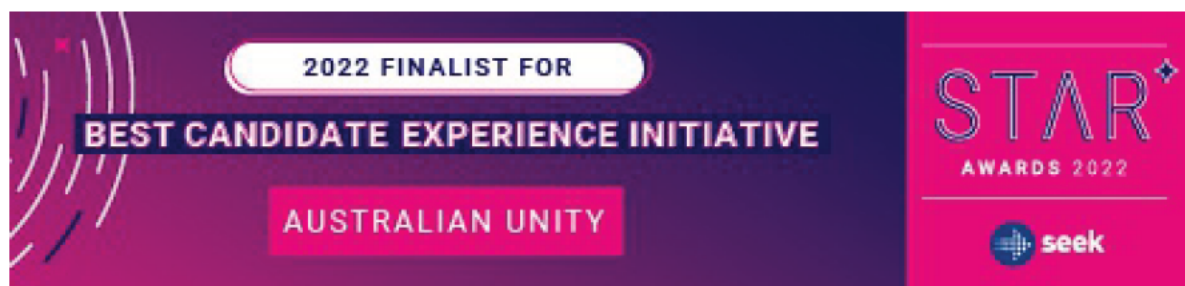 2022 FINALIST FOR
BEST CANDIDATE EXPERIENCE INITIATIVE
AUSTRALIAN UNITY
STAR
AWARDS 2022
seek